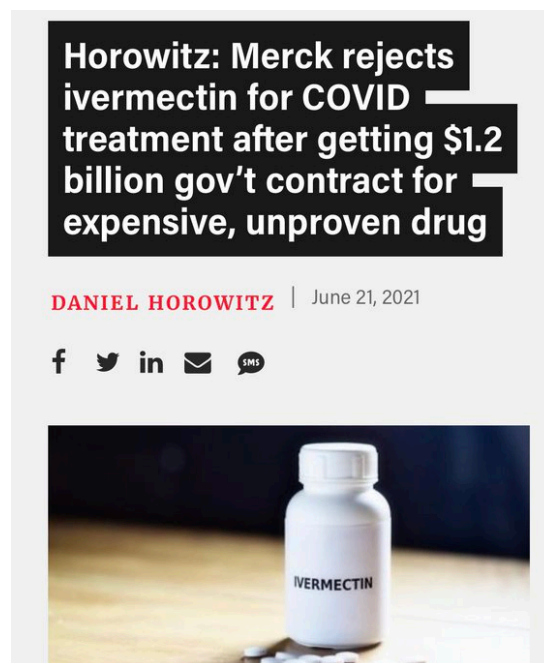 Horowitz: Merck rejects
ivermectin for COVID
treatment after getting $1.2
billion gov’t contract for
expensive, unproven drug
DANIEL HOROWITZ | June 21, 2021
SMS
IVERMECTIN